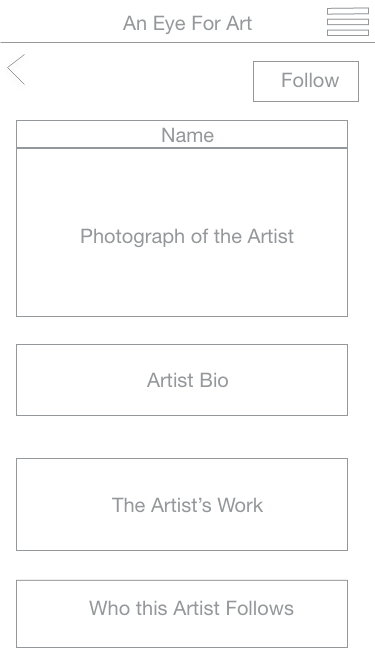 An Eye For Art
Follow
Name
Photograph of the Artist
Artist Bio
The Artist’s Work
Who this Artist Follows